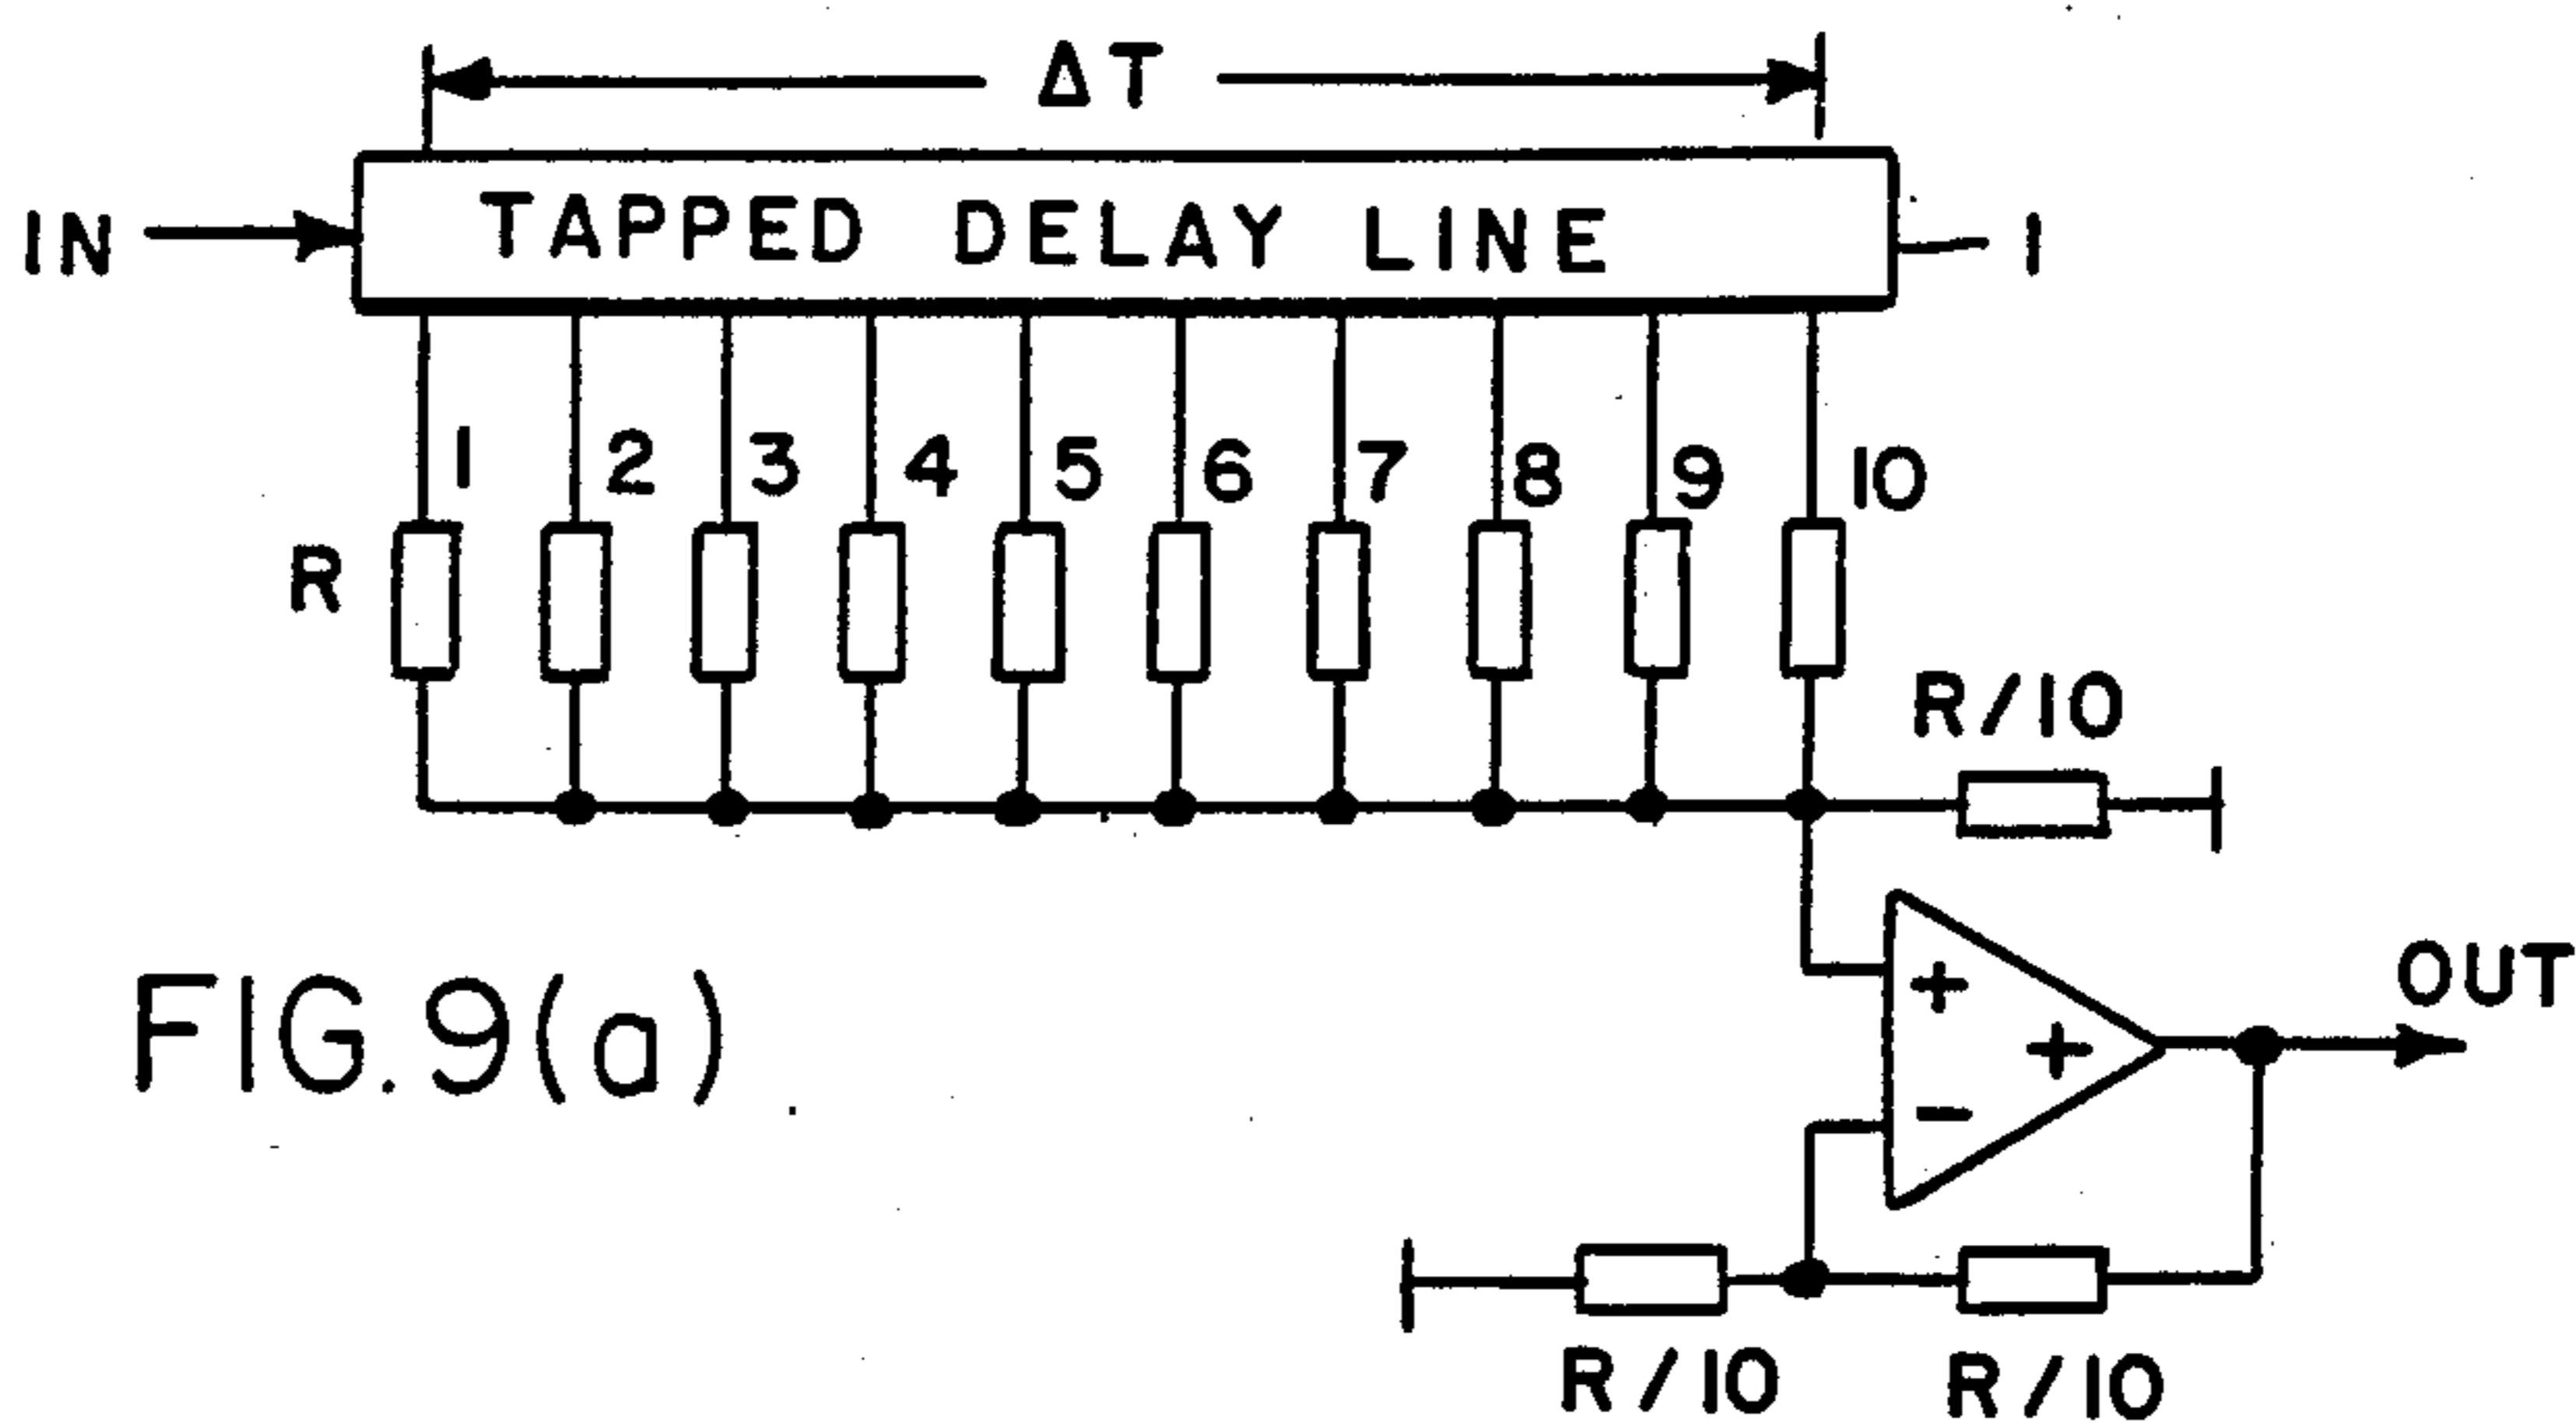 ΔT
IN TAPPED DELAY LINE 1
1 2 3 4 5 6 7 8 9 10
R
R/10
+
+
-
OUT
FIG. 9(a)
R/10 R/10